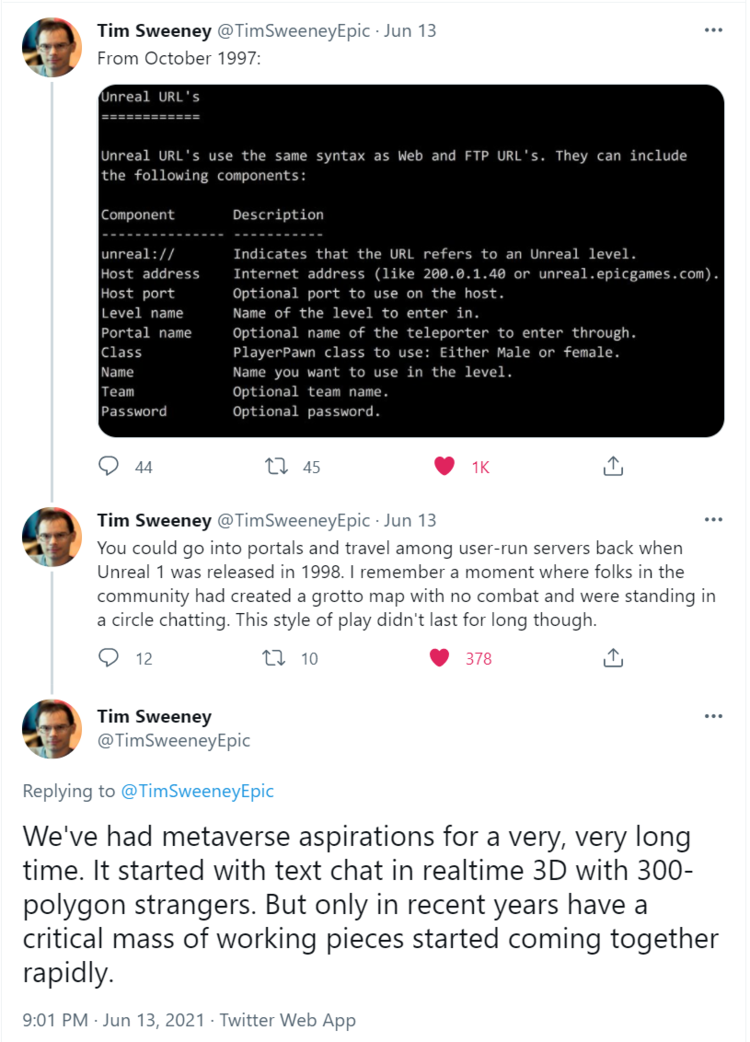 Tim Sweeney @TimSweeneyEpic · Jun 13
From October 1997:
Unreal URL's
============
Unreal URL's use the same syntax as Web and FTP URL's. They can include
the following components:
Component Description
--------------- -----------
unreal:// Indicates that the URL refers to an Unreal level.
Host address Internet address (like 200.0.1.40 or unreal.epicgames.com).
Host port Optional port to use on the host.
Level name Name of the level to enter in.
Portal name Optional name of the teleporter to enter through.
Class PlayerPawn class to use: Either Male or female.
Name Name you want to use in the level.
Team Optional team name.
Password Optional password.
44 45 1K
Tim Sweeney @TimSweeneyEpic · Jun 13
You could go into portals and travel among user-run servers back when
Unreal 1 was released in 1998. I remember a moment where folks in the
community had created a grotto map with no combat and were standing in
a circle chatting. This style of play didn't last for long though.
12 10 378
Tim Sweeney
@TimSweeneyEpic
Replying to @TimSweeneyEpic
We've had metaverse aspirations for a very, very long
time. It started with text chat in realtime 3D with 300-
polygon strangers. But only in recent years have a
critical mass of working pieces started coming together
rapidly.
9:01 PM · Jun 13, 2021 · Twitter Web App